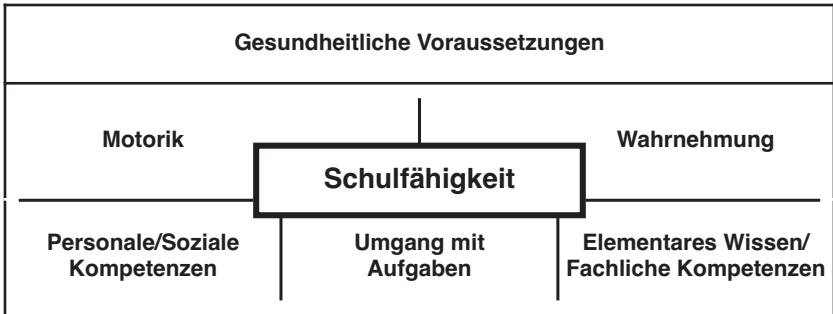 Gesundheitliche Voraussetzungen
Motorik
Wahrnehmung
Schulfähigkeit
Personale/Soziale
Kompetenzen
Umgang mit
Aufgaben
Elementares Wissen/
Fachliche Kompetenzen